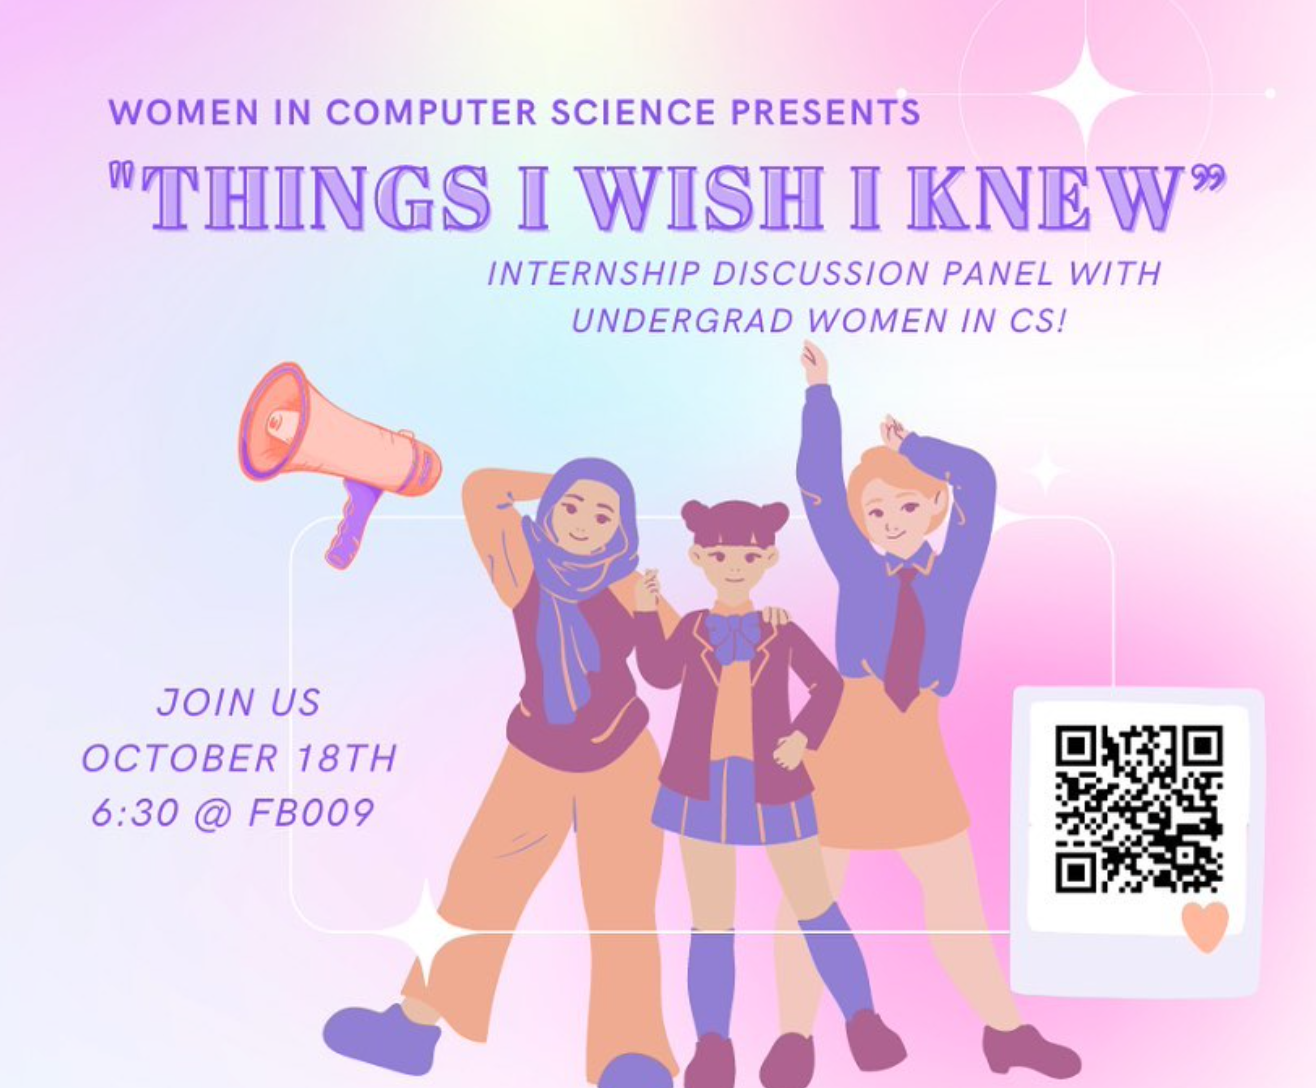 WOMEN IN COMPUTER SCIENCE PRESENTS
"THINGS I WISH I KNEW”
INTERNSHIP DISCUSSION PANEL WITH
UNDERGRAD WOMEN IN CS!
JOIN US
OCTOBER 18TH
6:30 @ FB009